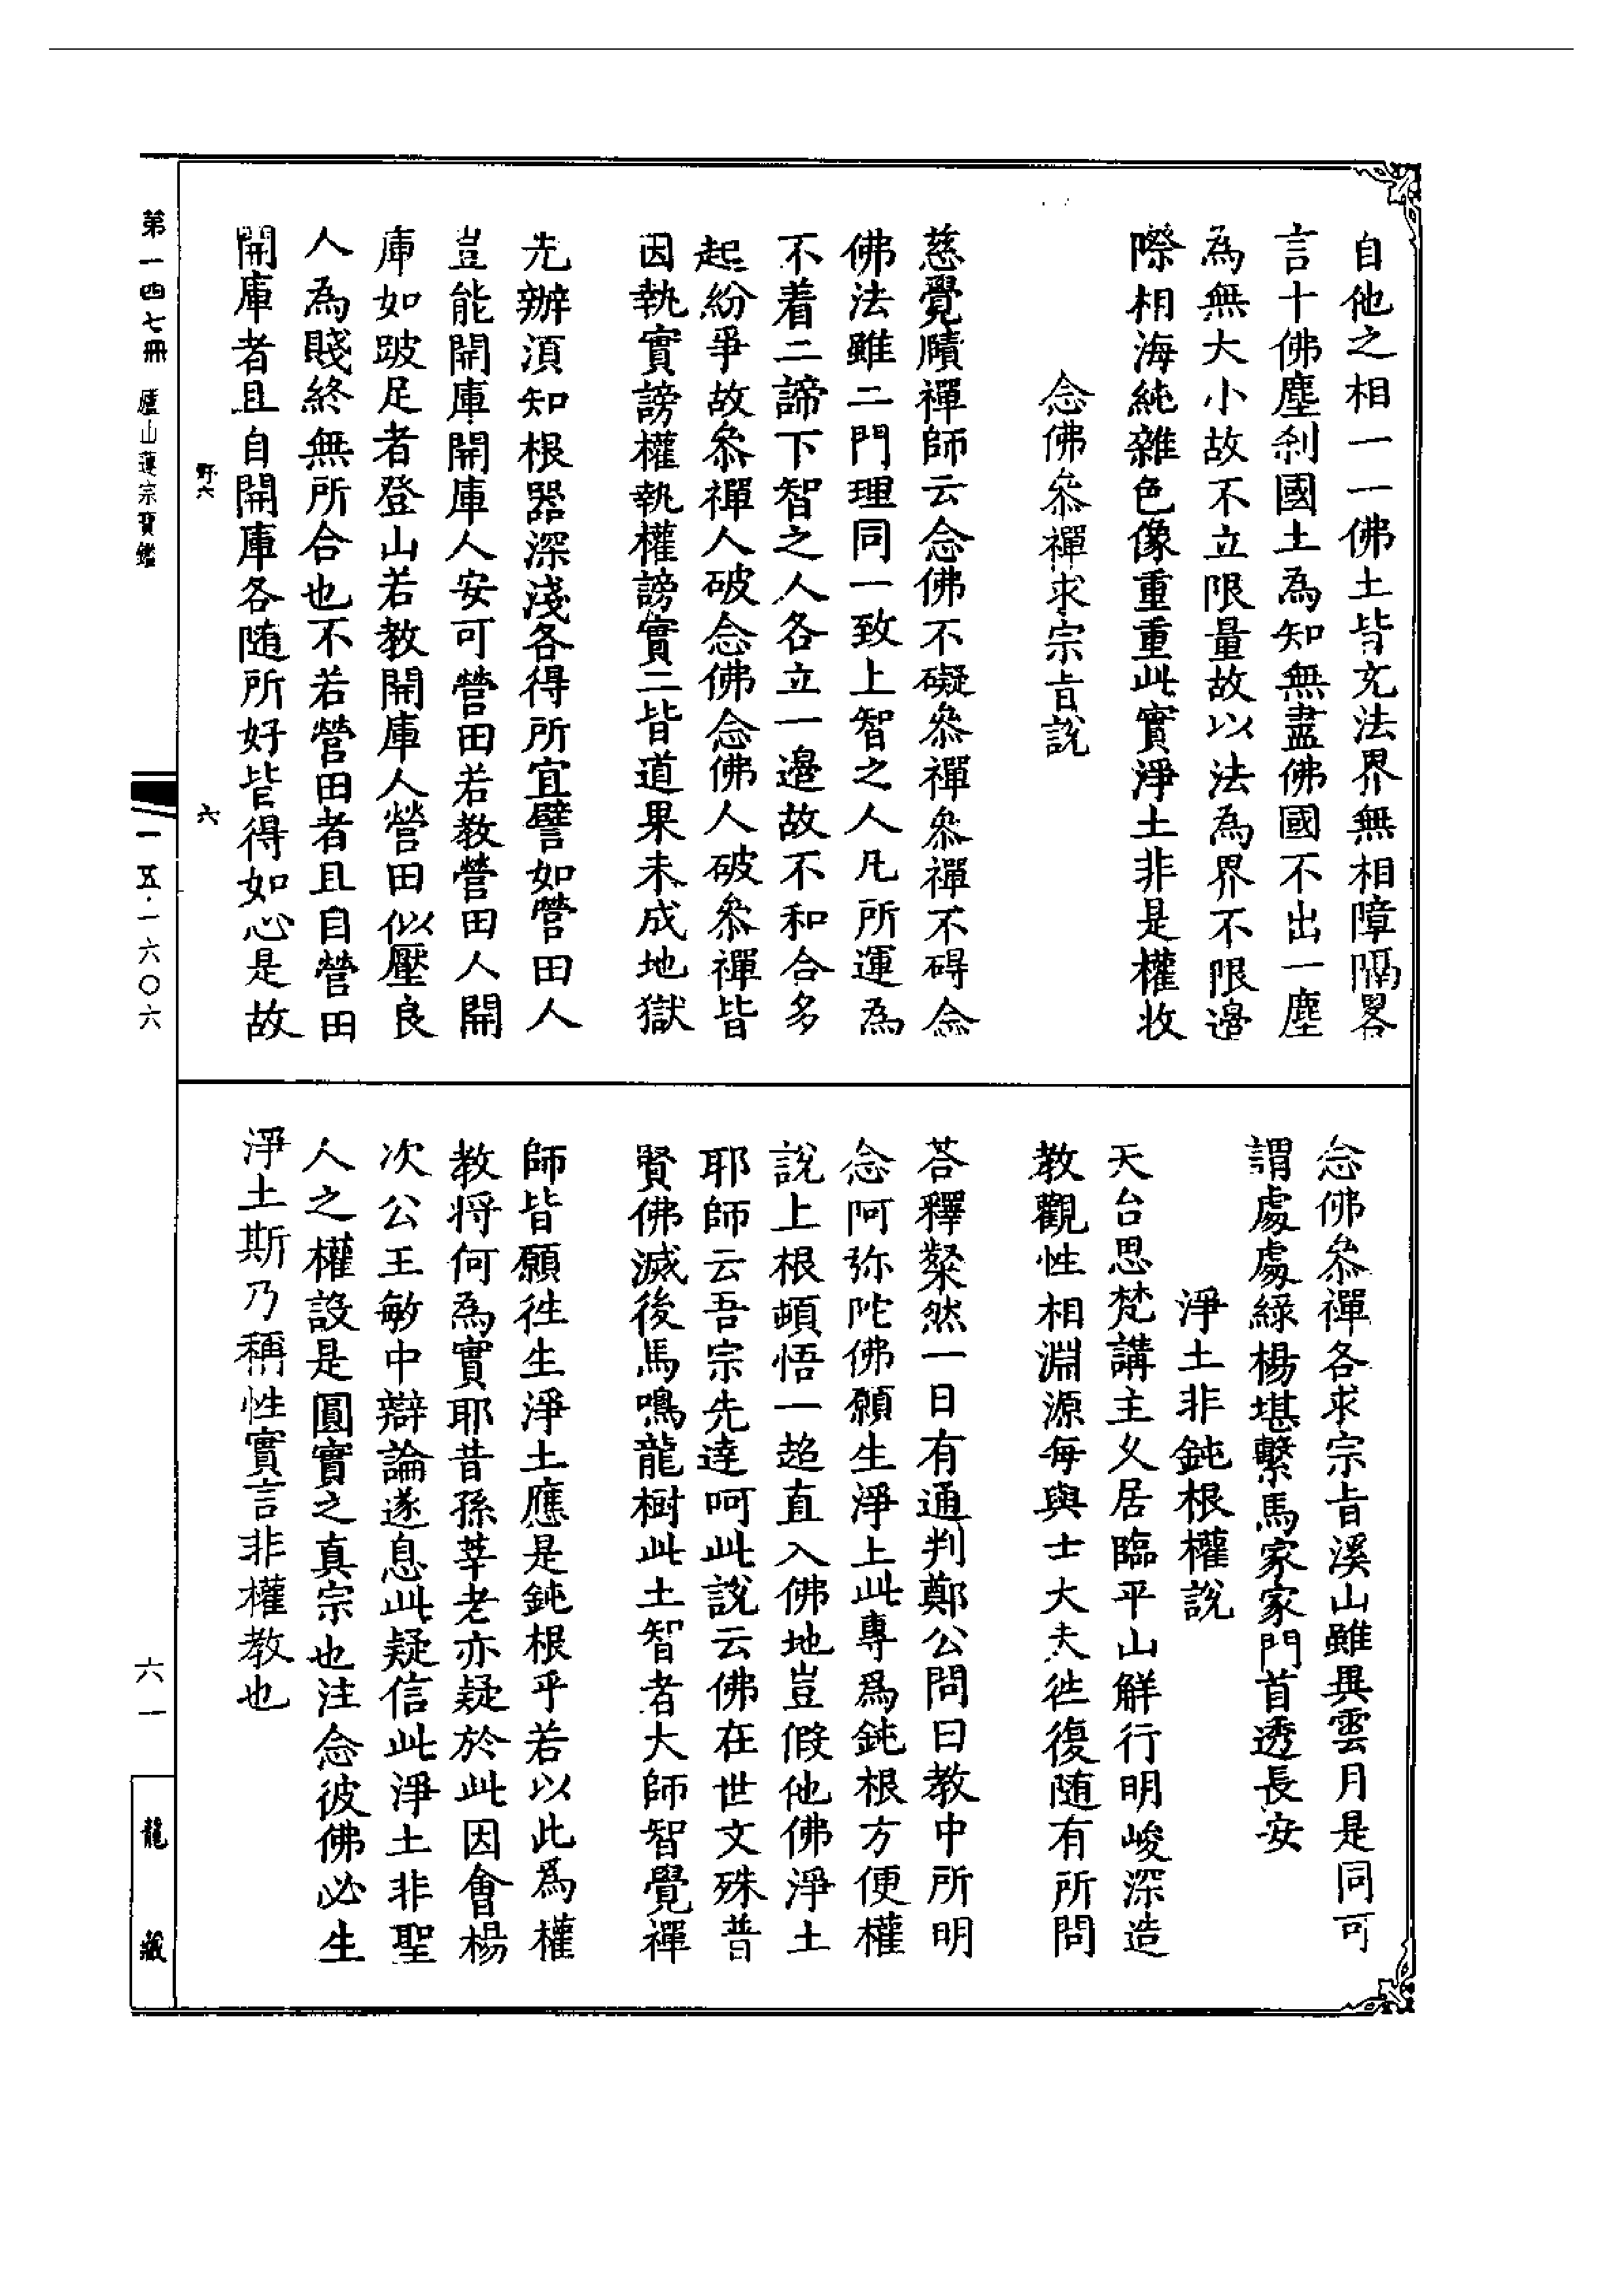 自他之相一一佛土皆充法界無相障隔畧
言十佛塵刹國土為知無盡佛國不出一塵
為無大小故不立限量故以法為界不限邊
際相海純雜色像重重此實淨土非是權收
念佛叅禪求宗旨說
慈覺賾禪師云念佛不礙叅禪叅禪不碍念
佛法雖二門理同一致上智之人凡所運為
不着二諦下智之人各立一邊故不和合多
起紛爭故叅禪人破念佛念佛人破叅禪皆
因執實謗權執權謗實二皆道果未成地獄
先辦須知根器深淺各得所宜譬如營田人
豈能開庫開庫人安可營田若教營田人開
庫如跛足者登山若教開庫人營田似壓良
人為賤終無所合也不若營田者且自營田
開庫者且自開庫各随所好皆得如心是故
念佛叅禪各求宗旨溪山雖異雲月是同可
謂處處綠楊堪繫馬家家門首透長安
淨土非鈍根權說
天台思梵講主乆居臨平山解行明峻深造
教觀性相淵源每與士大夫徃復随有所問
荅釋粲然一日有通判鄭公問曰教中所明
念阿弥陀佛願生淨土此專爲鈍根方便權
說上根頓悟一超直入佛地豈假他佛淨土
耶師云吾宗先達呵此說云佛在世文殊普
賢佛滅後馬鳴龍樹此土智者大師智覺禪
師皆願徃生淨土應是鈍根乎若以此爲權
教将何為實耶昔孫莘老亦疑於此因會楊
次公王敏中辯論遂息此疑信此淨土非聖
人之權設是圓實之真宗也注念彼佛必生
淨土斯乃稱性實言非權教也
野六
六
第一四七冊 廬山蓮宗寶鑑
一五·一六〇六
六一
龍藏